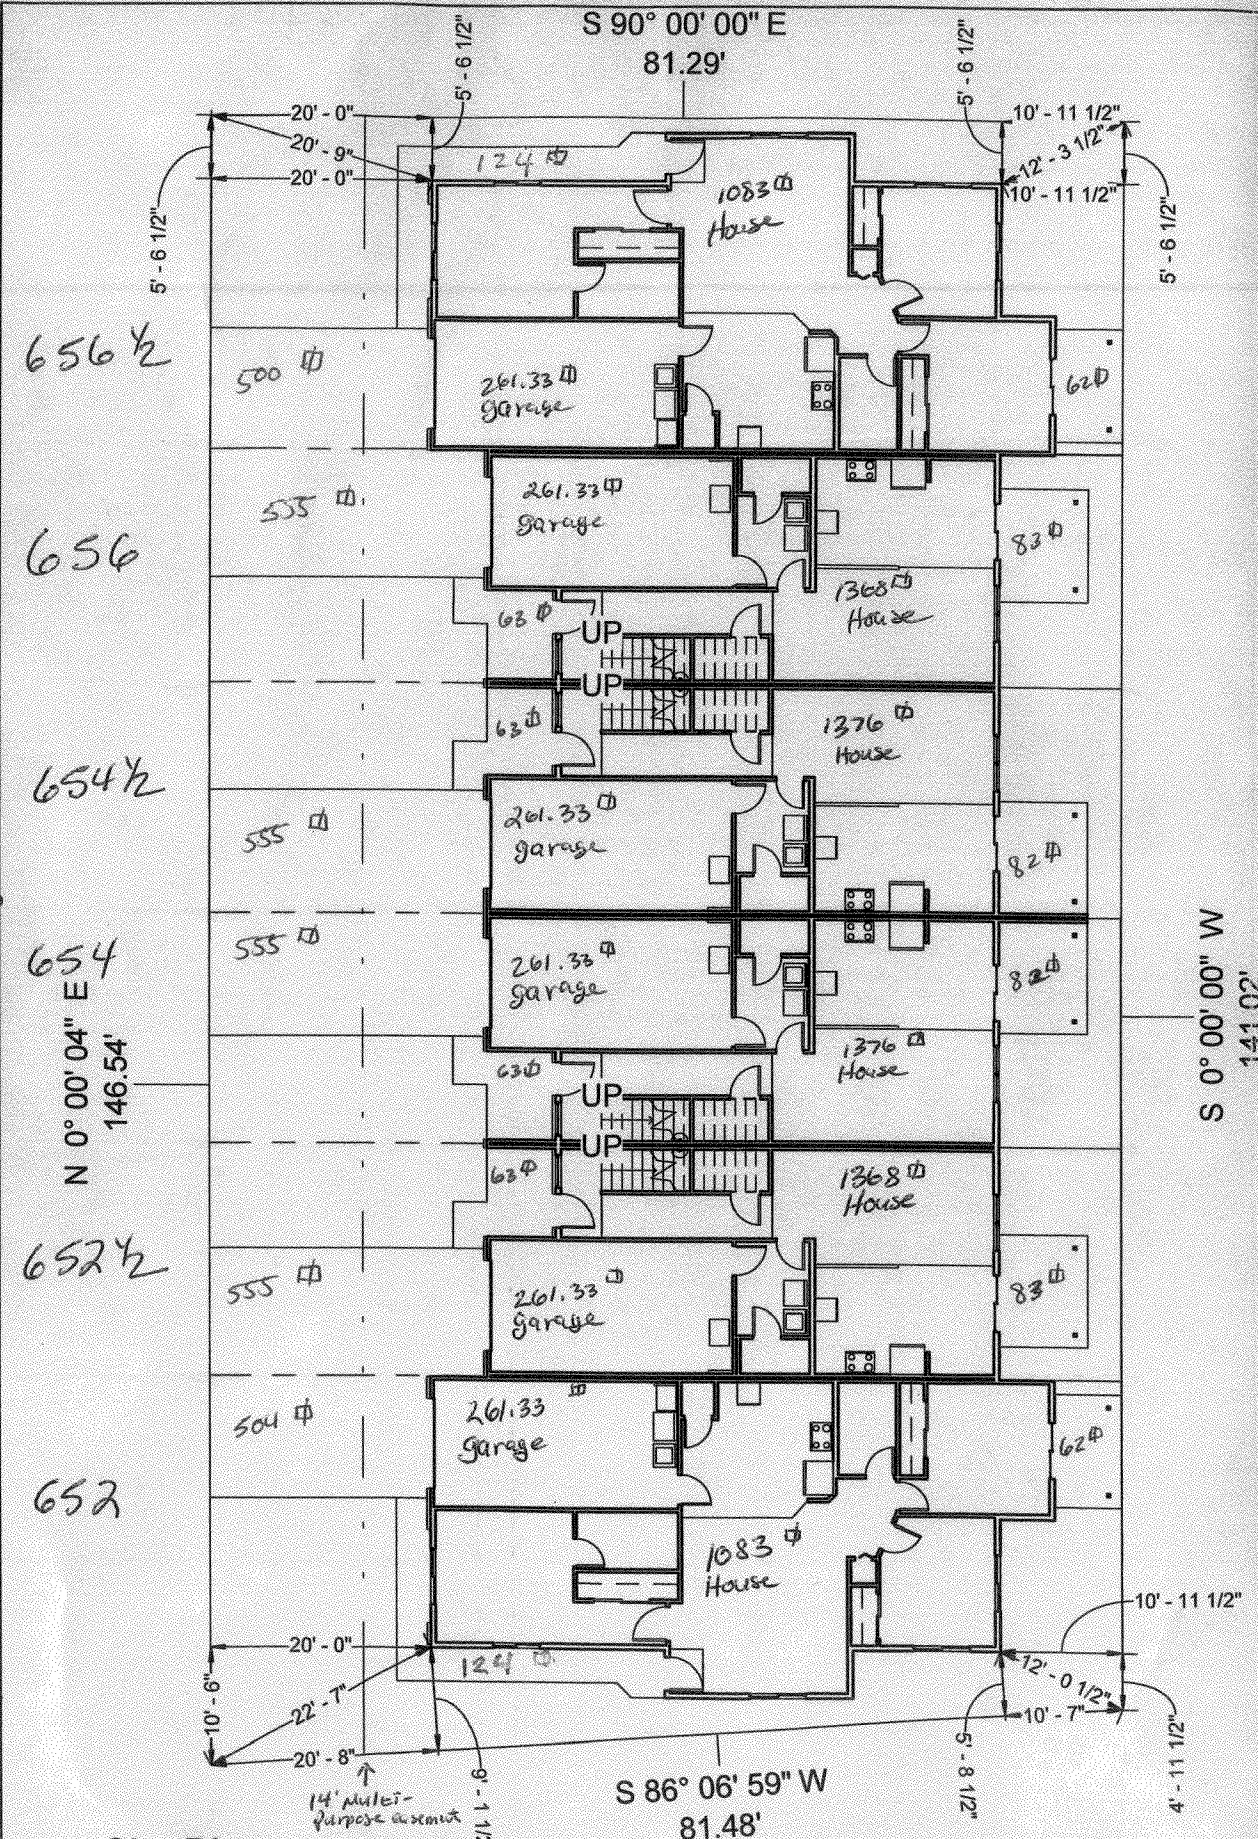 S 90° 00' 00" E
81.29'
5' - 6 1/2"
5' - 6 1/2"
20' - 0"
10' - 11 1/2"
20' - 9"
12' - 3 1/2"
20' - 0"
10' - 11 1/2"
5' - 6 1/2"
5' - 6 1/2"
124 ⏍
1083 ⏍
House
656 ½
500 ⏍
261.33 ⏍
garage
62 ⏍
656
555 ⏍
261.33 ⏍
garage
83 ⏍
1368 ⏍
House
63 ⏍
UP
UP
63 ⏍
1376 ⏍
House
654 ½
555 ⏍
261.33 ⏍
garage
82 ⏍
654
555 ⏍
261.33 ⏍
garage
82 ⏍
N 0° 00' 04" E
146.54'
S 0° 00' 00" W
141.02'
63 ⏍
1376 ⏍
House
UP
UP
63 ⏍
1368 ⏍
House
652 ½
555 ⏍
261.33 ⏍
garage
83 ⏍
652
504 ⏍
261.33 ⏍
garage
62 ⏍
1083 ⏍
House
10' - 11 1/2"
20' - 0"
124 ⏍
12' - 0 1/2"
10' - 6"
22' - 7"
10' - 7"
20' - 8"
5' - 8 1/2"
4' - 11 1/2"
14' Multi-
purpose easement
S 86° 06' 59" W
81.48'